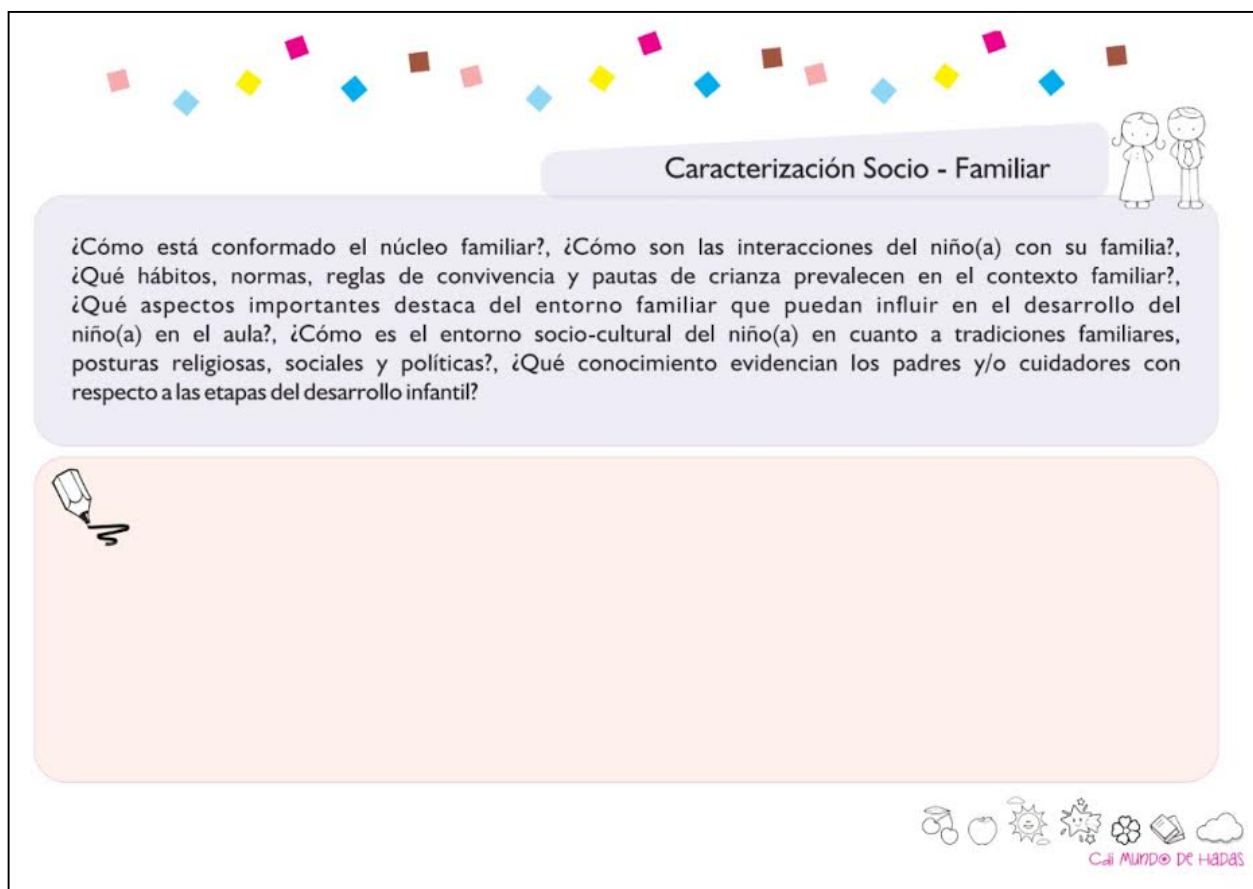 Caracterización Socio - Familiar
¿Cómo está conformado el núcleo familiar?, ¿Cómo son las interacciones del niño(a) con su familia?,
¿Qué hábitos, normas, reglas de convivencia y pautas de crianza prevalecen en el contexto familiar?,
¿Qué aspectos importantes destaca del entorno familiar que puedan influir en el desarrollo del
niño(a) en el aula?, ¿Cómo es el entorno socio-cultural del niño(a) en cuanto a tradiciones familiares,
posturas religiosas, sociales y políticas?, ¿Qué conocimiento evidencian los padres y/o cuidadores con
respecto a las etapas del desarrollo infantil?
Cdi MUNDO DE HADAS